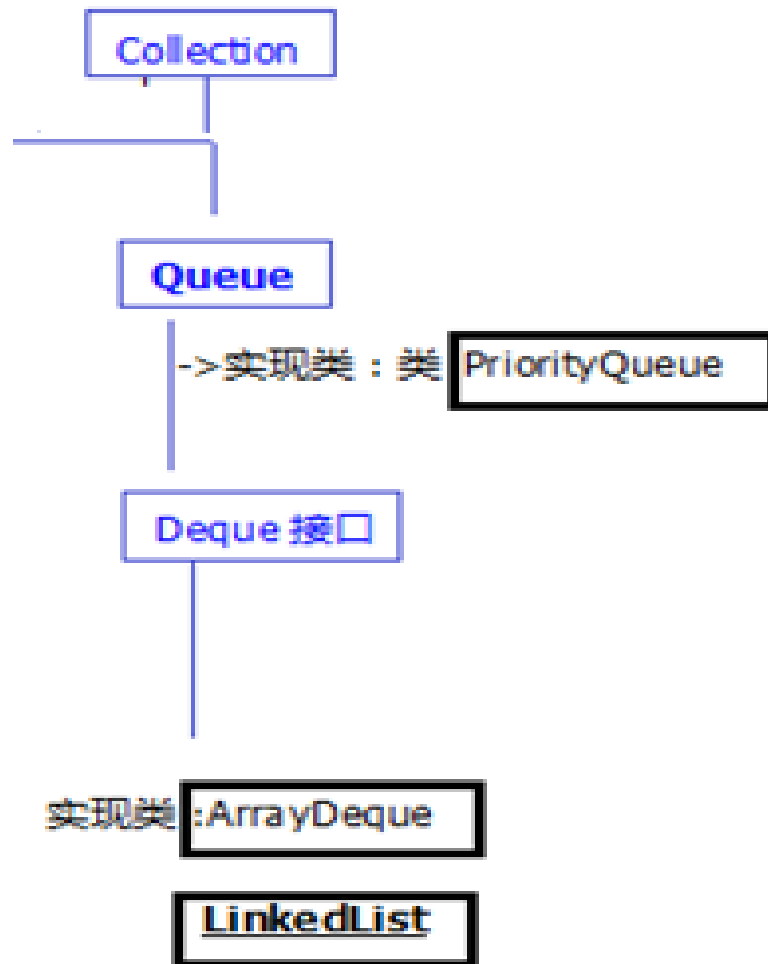 Collection
Queue
->实现类：类 PriorityQueue
Deque 接口
实现类:ArrayDeque
LinkedList